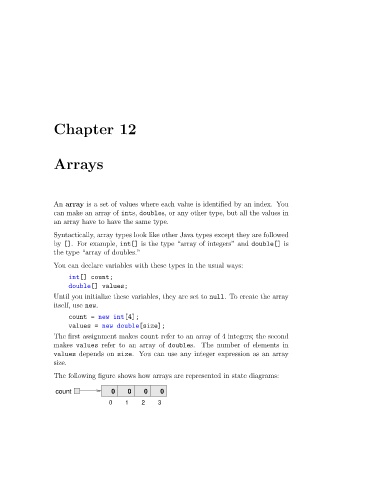 Chapter 12
Arrays
An array is a set of values where each value is identified by an index. You
can make an array of ints, doubles, or any other type, but all the values in
an array have to have the same type.
Syntactically, array types look like other Java types except they are followed
by []. For example, int[] is the type “array of integers” and double[] is
the type “array of doubles.”
You can declare variables with these types in the usual ways:
int[] count;
double[] values;
Until you initialize these variables, they are set to null. To create the array
itself, use new.
count = new int[4];
values = new double[size];
The first assignment makes count refer to an array of 4 integers; the second
makes values refer to an array of doubles. The number of elements in
values depends on size. You can use any integer expression as an array
size.
The following figure shows how arrays are represented in state diagrams:
count 0 0 0 0
0 1 2 3